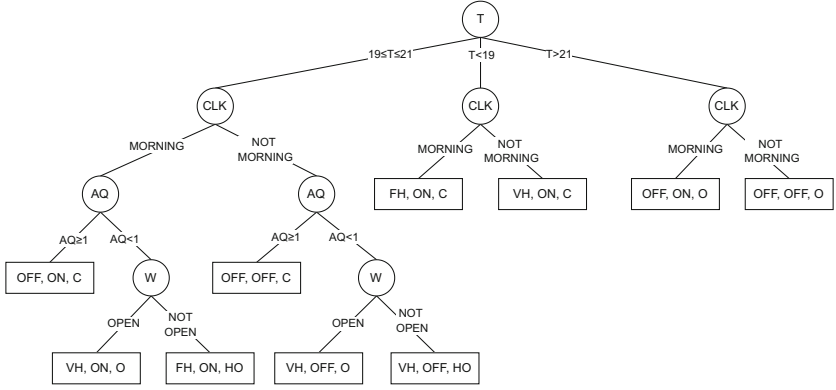 T
19≤T≤21
T<19
T>21
CLK
CLK
CLK
MORNING
NOT
MORNING
MORNING
NOT
MORNING
MORNING
NOT
MORNING
AQ
AQ
FH, ON, C
VH, ON, C
OFF, ON, O
OFF, OFF, O
AQ≥1
AQ<1
AQ≥1
AQ<1
OFF, ON, C
W
OFF, OFF, C
W
OPEN
NOT
OPEN
OPEN
NOT
OPEN
VH, ON, O
FH, ON, HO
VH, OFF, O
VH, OFF, HO